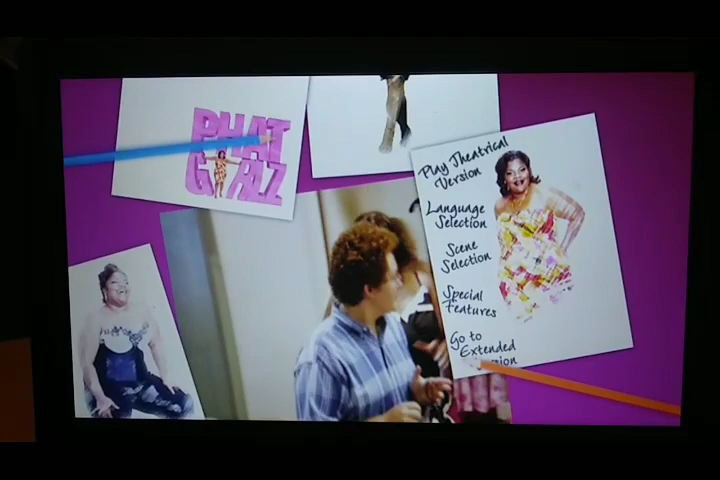 PHAT
GIRLZ
Play Theatrical
Version
Language
Selection
Scene
Selection
Special
Features
Go to
Extended